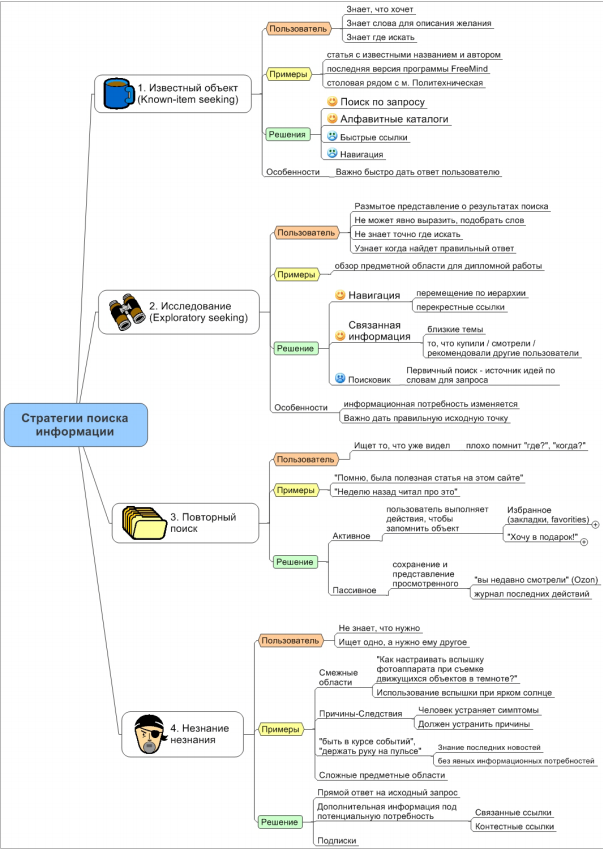 Стратегии поиска
информации
1. Известный объект
(Known-item seeking)
Пользователь
Знает, что хочет
Знает слова для описания желания
Знает где искать
Примеры
статья с известными названием и автором
последняя версия программы FreeMind
столовая рядом с м. Политехническая
Решения
Поиск по запросу
Алфавитные каталоги
Быстрые ссылки
Навигация
Особенности
Важно быстро дать ответ пользователю
2. Исследование
(Exploratory seeking)
Пользователь
Размытое представление о результатах поиска
Не может явно выразить, подобрать слов
Не знает точно где искать
Узнает когда найдет правильный ответ
Примеры
обзор предметной области для дипломной работы
Решение
Навигация
перемещение по иерархии
перекрестные ссылки
Связанная
информация
близкие темы
то, что купили / смотрели /
рекомендовали другие пользователи
Поисковик
Первичный поиск - источник идей по
словам для запроса
Особенности
информационная потребность изменяется
Важно дать правильную исходную точку
3. Повторный
поиск
Пользователь
Ищет то, что уже видел
плохо помнит "где?", "когда?"
Примеры
"Помню, была полезная статья на этом сайте"
"Неделю назад читал про это"
Решение
Активное
пользователь выполняет
действия, чтобы
запомнить объект
Избранное
(закладки, favorities)
"Хочу в подарок!"
Пассивное
сохранение и
представление
просмотренного
"вы недавно смотрели" (Ozon)
журнал последних действий
4. Незнание
незнания
Пользователь
Не знает, что нужно
Ищет одно, а нужно ему другое
Примеры
Смежные
области
"Как настраивать вспышку
фотоаппарата при съемке
движущихся объектов в темноте?"
Использование вспышки при ярком солнце
Причины-Следствия
Человек устраняет симптомы
Должен устранить причины
"быть в курсе событий",
"держать руку на пульсе"
Знание последних новостей
без явных информационных потребностей
Сложные предметные области
Решение
Прямой ответ на исходный запрос
Дополнительная информация под
потенциальную потребность
Связанные ссылки
Контестные ссылки
Подписки